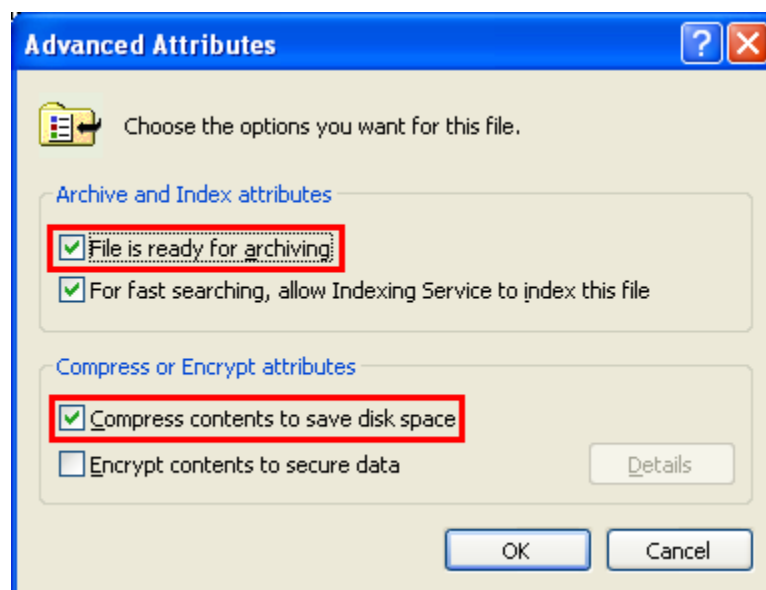 Advanced Attributes
Choose the options you want for this file.
Archive and Index attributes
File is ready for archiving
For fast searching, allow Indexing Service to index this file
Compress or Encrypt attributes
Compress contents to save disk space
Encrypt contents to secure data
Details
OK
Cancel